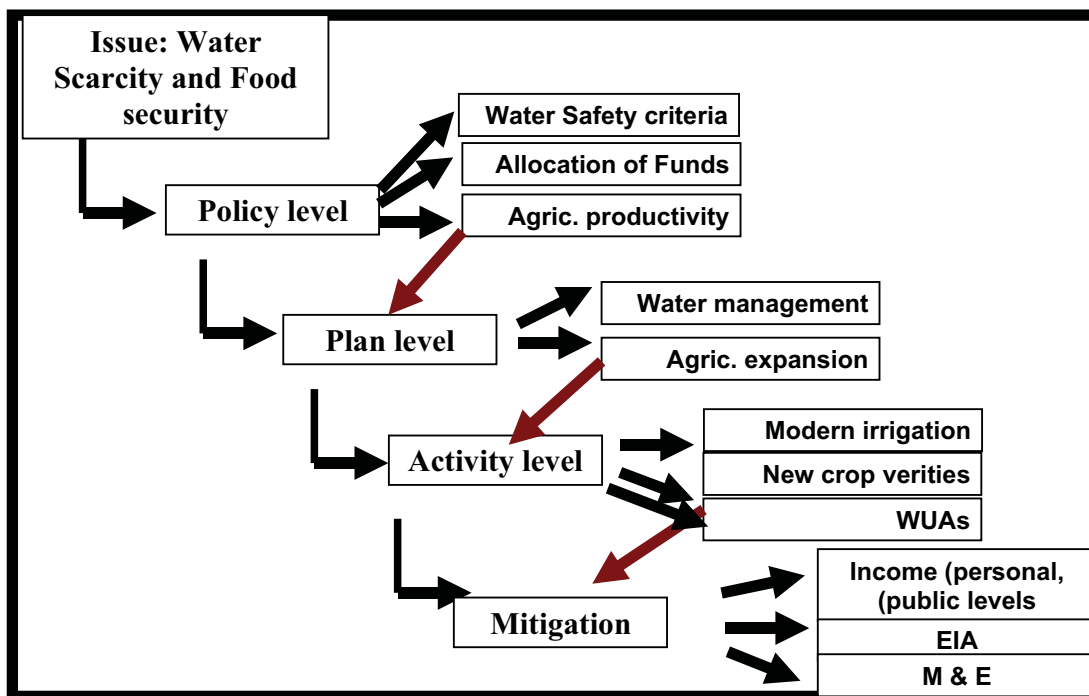 Issue: Water
Scarcity and Food
security
Water Safety criteria
Allocation of Funds
Policy level
Agric. productivity
Water management
Plan level
Agric. expansion
Modern irrigation
Activity level
New crop verities
WUAs
Income (personal,
(public levels
Mitigation
EIA
M & E